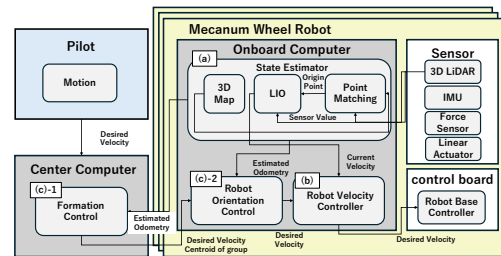 Mecanum Wheel Robot
Pilot
Motion
Desired
Velocity
Center Computer
(c)-1
Formation
Control
Onboard Computer
(a)
State Estimator
3D
Map
LIO
Origin
Point
Point
Matching
Sensor Value
Estimated
Odometry
Current
Velocity
Estimated
Odometry
(c)-2
Robot
Orientation
Control
(b)
Robot Velocity
Controller
Desired Velocity
Centroid of group
Desired
Velocity
Desired Velocity
Sensor
3D LiDAR
IMU
Force
Sensor
Linear
Actuator
control board
Robot Base
Controller